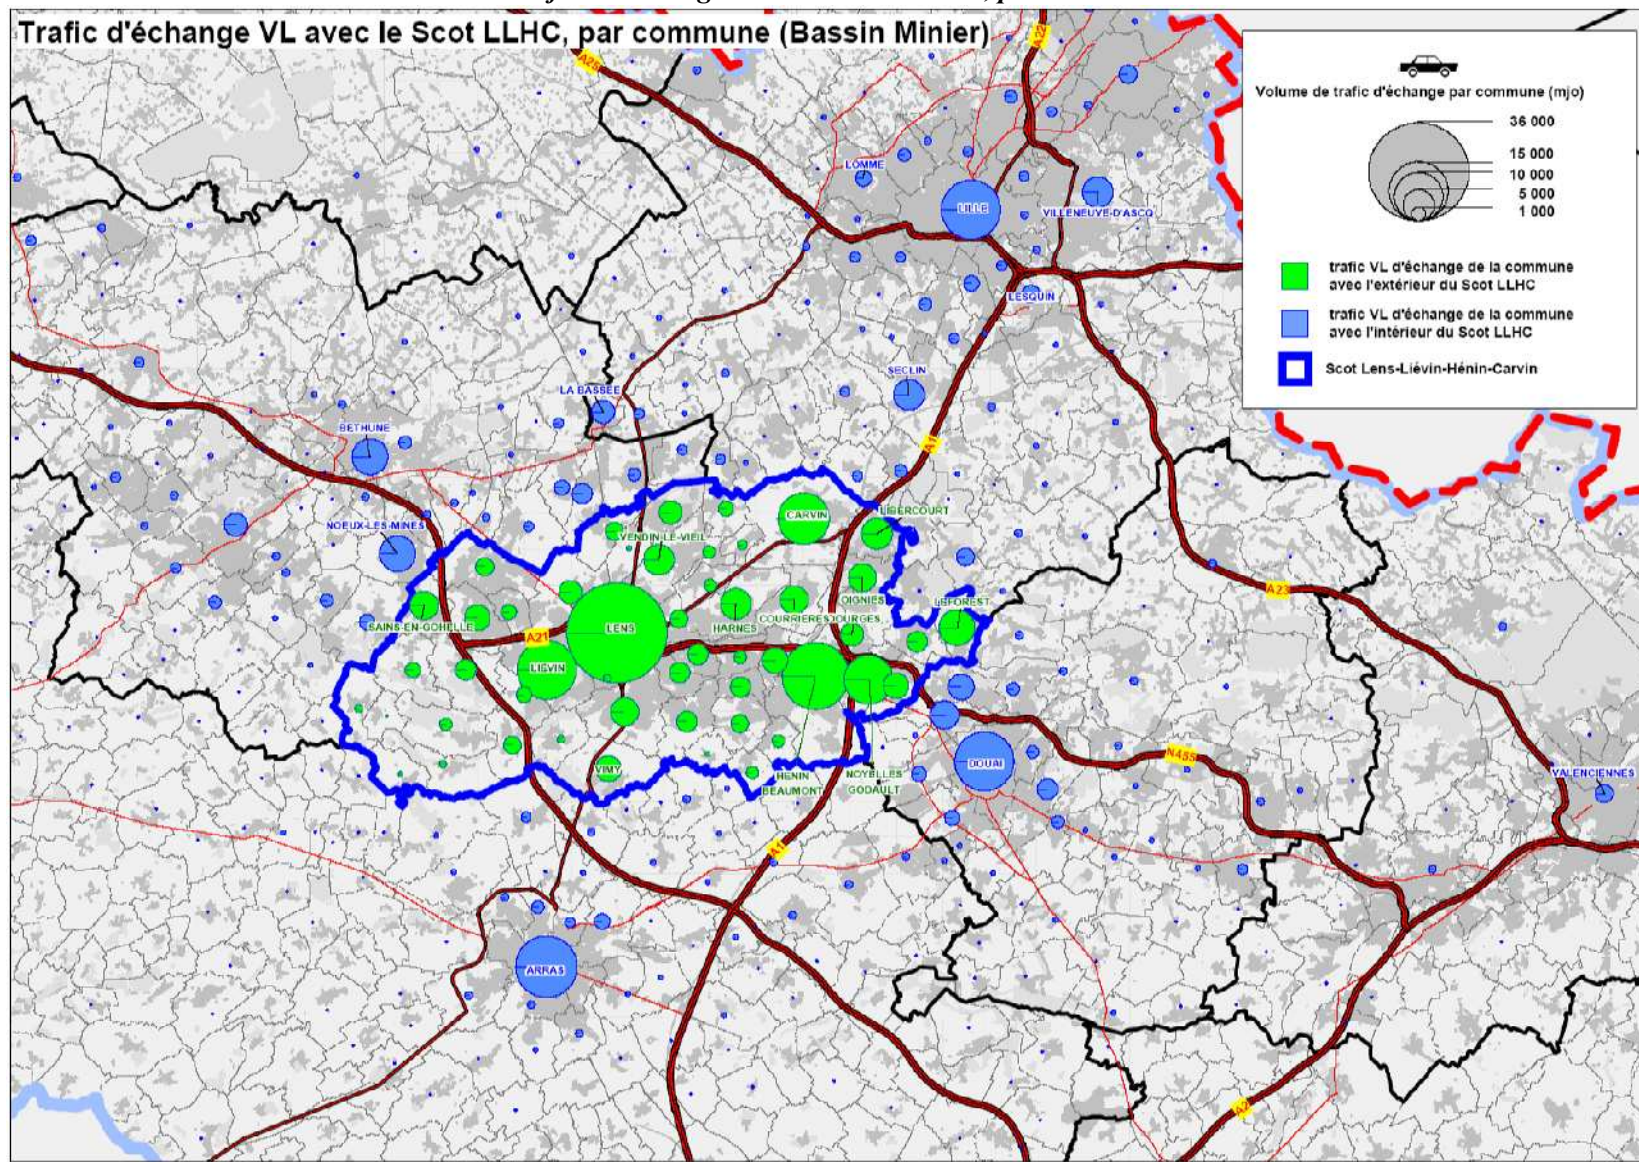 Trafic d'échange VL avec le Scot LLHC, par commune (Bassin Minier)
Volume de trafic d'échange par commune (mjo)
36 000
15 000
10 000
5 000
1 000
trafic VL d'échange de la commune
avec l'extérieur du Scot LLHC
trafic VL d'échange de la commune
avec l'intérieur du Scot LLHC
Scot Lens-Liévin-Hénin-Carvin
A25
A22
LOMME
LILLE
VILLENEUVE-D'ASCQ
LESQUIN
SECLIN
LA BASSEE
A1
BETHUNE
NOEUX-LES-MINES
CARVIN
LIBERCOURT
VENDIN-LE-VIEIL
A23
OIGNIES
LEFOREST
SAINS-EN-GOHELLE
LENS
HARNES
COURRIERES
DOURGES
A21
LIEVIN
N455
DOUAI
VIMY
HENIN
BEAUMONT
NOYELLES
GODAULT
VALENCIENNES
A1
ARRAS
A2